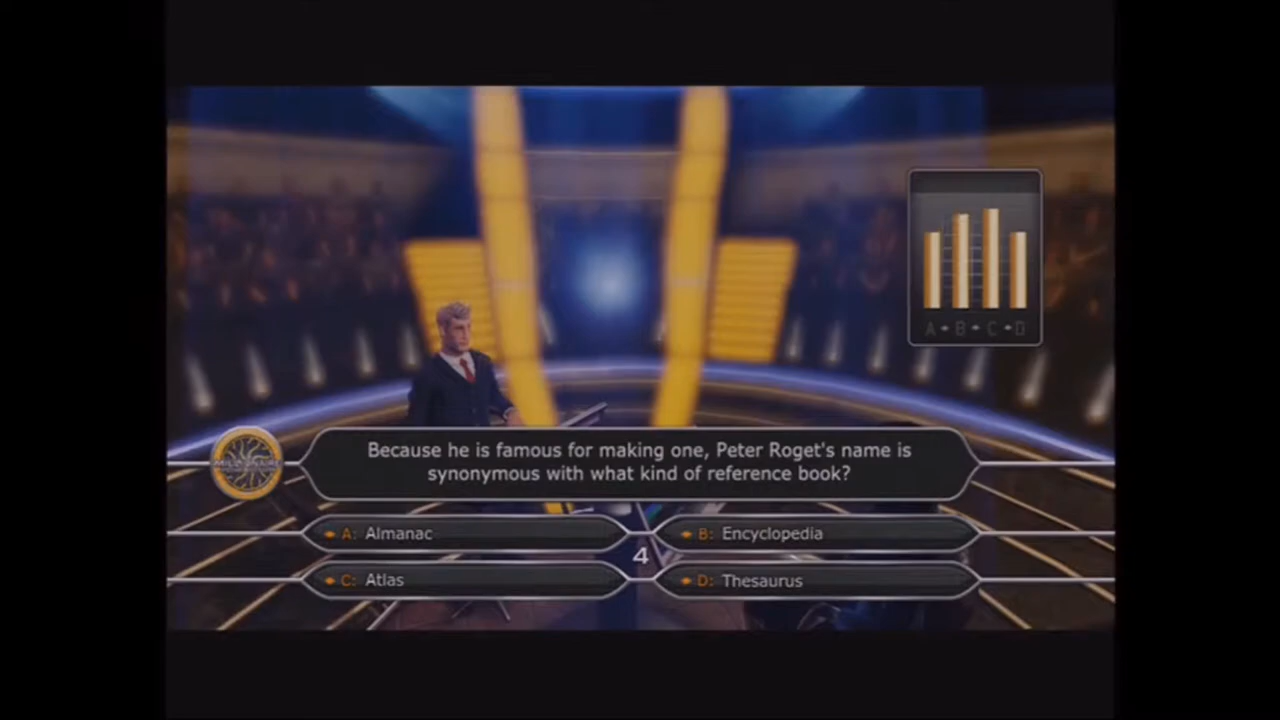 A B C D
Because he is famous for making one, Peter Roget's name is
synonymous with what kind of reference book?
A: Almanac
B: Encyclopedia
4
C: Atlas
D: Thesaurus